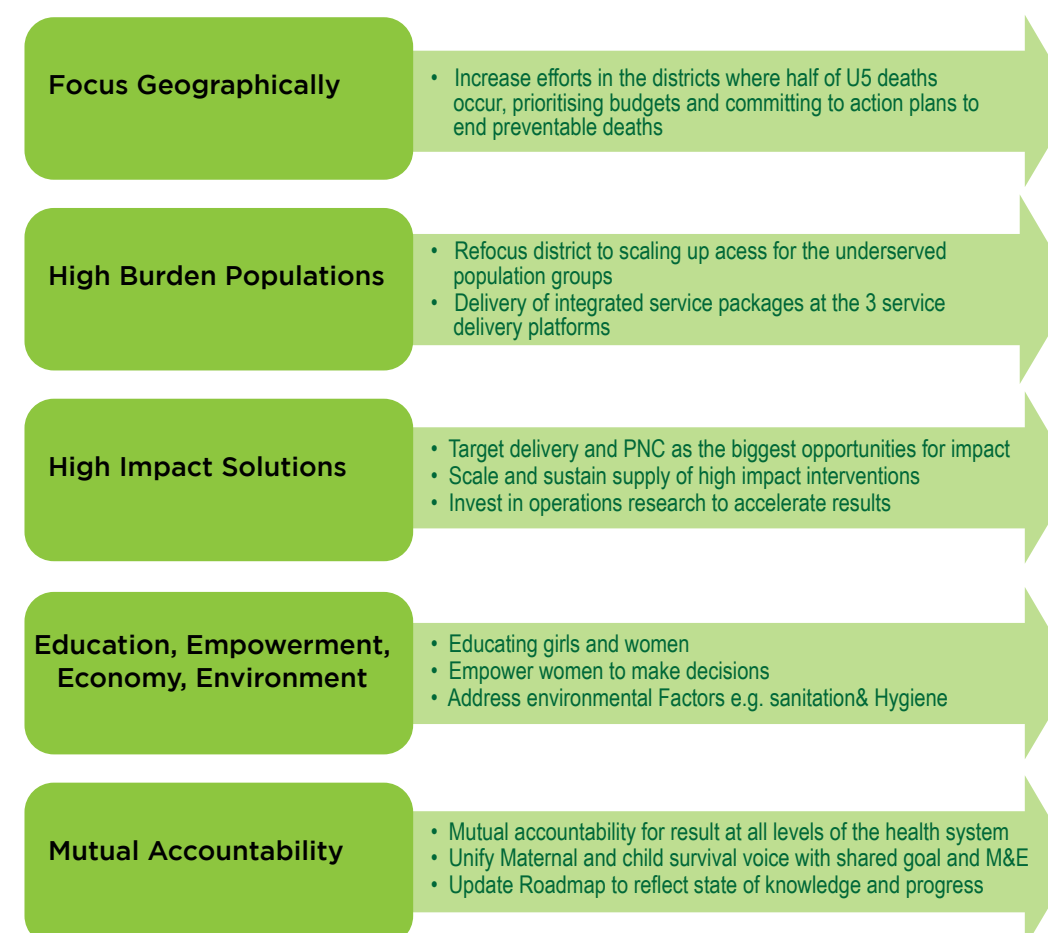 Focus Geographically
• Increase efforts in the districts where half of U5 deaths
occur, prioritising budgets and committing to action plans to
end preventable deaths
High Burden Populations
• Refocus district to scaling up acess for the underserved
population groups
• Delivery of integrated service packages at the 3 service
delivery platforms
High Impact Solutions
• Target delivery and PNC as the biggest opportunities for impact
• Scale and sustain supply of high impact interventions
• Invest in operations research to accelerate results
Education, Empowerment,
Economy, Environment
• Educating girls and women
• Empower women to make decisions
• Address environmental Factors e.g. sanitation& Hygiene
Mutual Accountability
• Mutual accountability for result at all levels of the health system
• Unify Maternal and child survival voice with shared goal and M&E
• Update Roadmap to reflect state of knowledge and progress